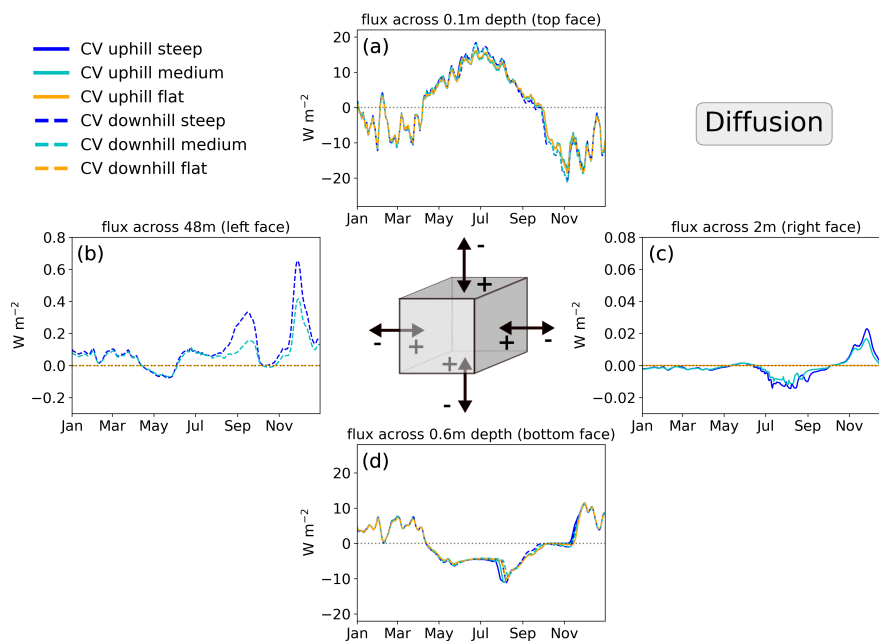 flux across 0.1m depth (top face)
(a)
W m⁻²
20
10
0
−10
−20
Jan Mar May Jul Sep Nov
CV uphill steep
CV uphill medium
CV uphill flat
CV downhill steep
CV downhill medium
CV downhill flat
Diffusion
flux across 48m (left face)
(b)
W m⁻²
0.8
0.6
0.4
0.2
0.0
−0.2
Jan Mar May Jul Sep Nov
-
+
-
+
+
-
+
-
flux across 2m (right face)
(c)
W m⁻²
0.08
0.06
0.04
0.02
0.00
−0.02
Jan Mar May Jul Sep Nov
flux across 0.6m depth (bottom face)
(d)
W m⁻²
20
10
0
−10
−20
Jan Mar May Jul Sep Nov